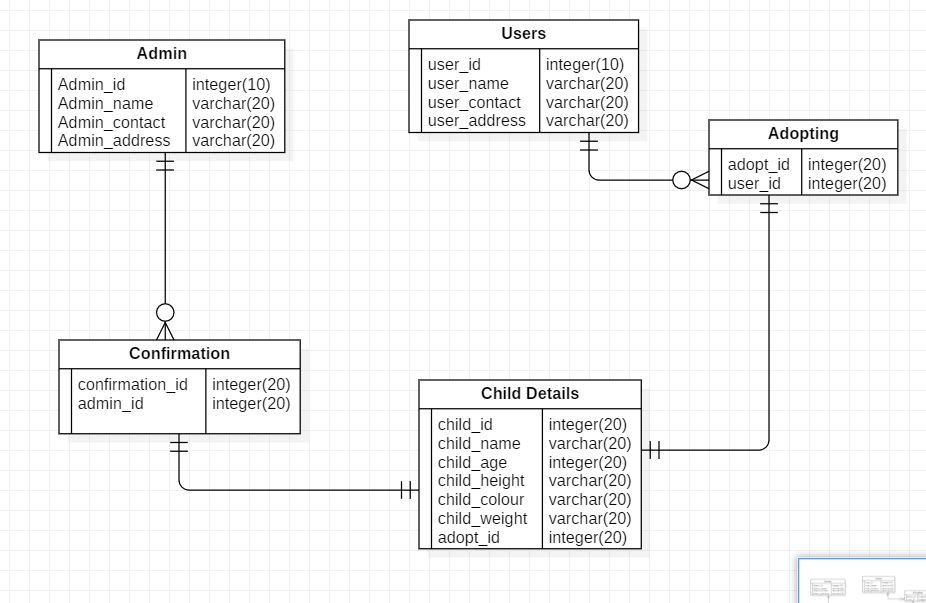 Admin
Admin_id integer(10)
Admin_name varchar(20)
Admin_contact varchar(20)
Admin_address varchar(20)
Users
user_id integer(10)
user_name varchar(20)
user_contact varchar(20)
user_address varchar(20)
Adopting
adopt_id integer(20)
user_id integer(20)
Confirmation
confirmation_id integer(20)
admin_id integer(20)
Child Details
child_id integer(20)
child_name varchar(20)
child_age integer(20)
child_height varchar(20)
child_colour varchar(20)
child_weight varchar(20)
adopt_id integer(20)